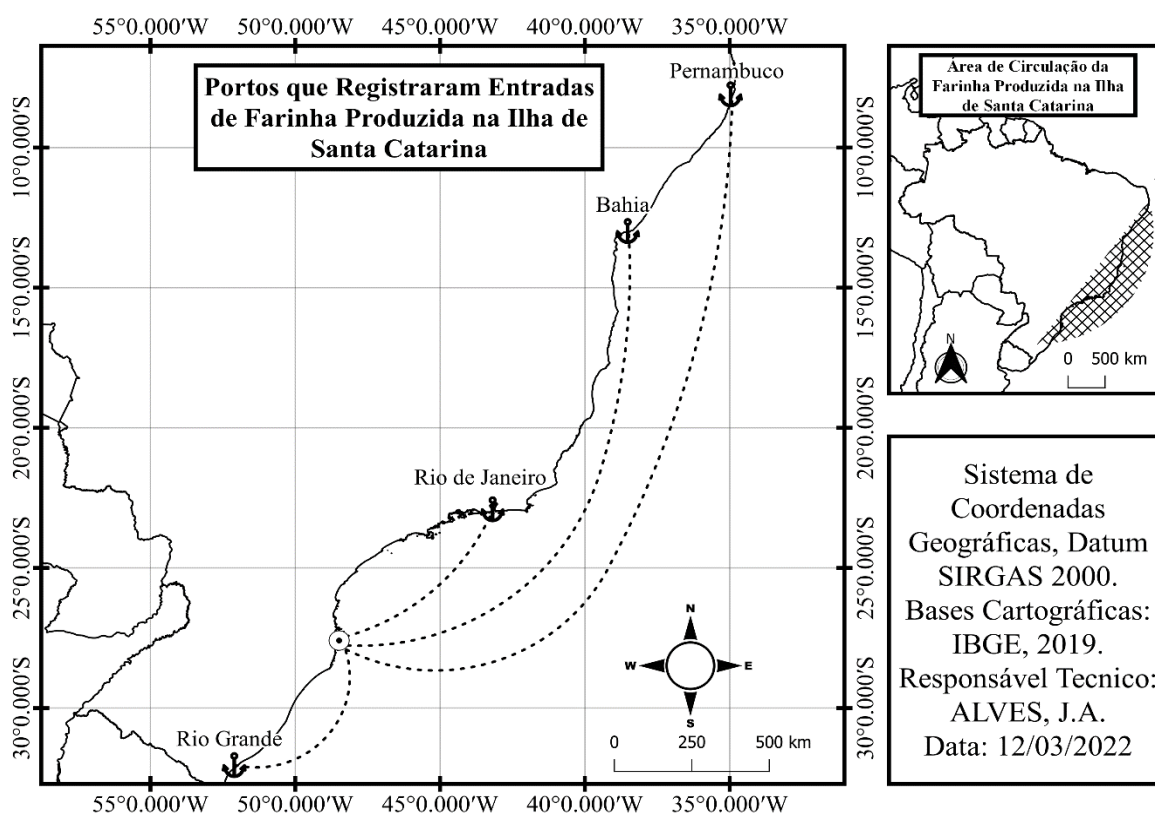 55°0.000'W 50°0.000'W 45°0.000'W 40°0.000'W 35°0.000'W
Portos que Registraram Entradas
de Farinha Produzida na Ilha de
Santa Catarina
Pernambuco
Bahia
Rio de Janeiro
Rio Grande
10°0.000'S
15°0.000'S
20°0.000'S
25°0.000'S
30°0.000'S
10°0.000'S
15°0.000'S
20°0.000'S
25°0.000'S
30°0.000'S
N
W E
S
0 250 500 km
55°0.000'W 50°0.000'W 45°0.000'W 40°0.000'W 35°0.000'W
Área de Circulação da
Farinha Produzida na Ilha
de Santa Catarina
N
0 500 km
Sistema de
Coordenadas
Geográficas, Datum
SIRGAS 2000.
Bases Cartográficas:
IBGE, 2019.
Responsável Tecnico:
ALVES, J.A.
Data: 12/03/2022